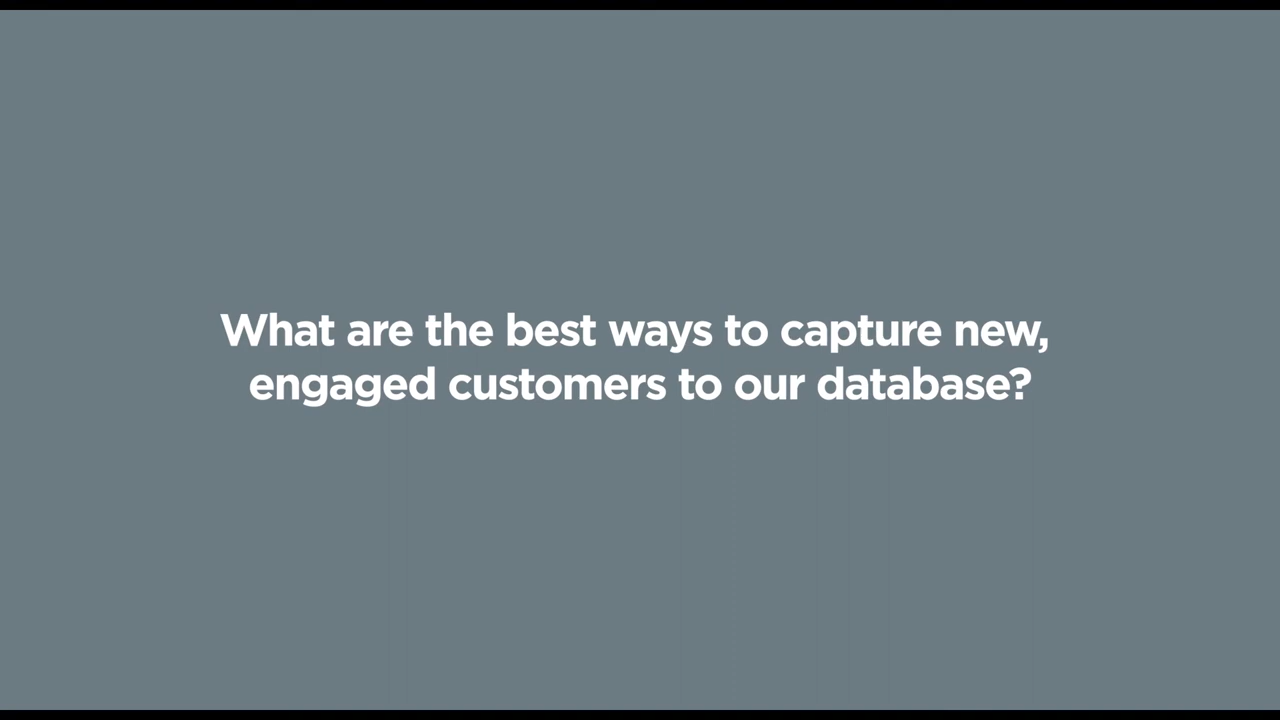 What are the best ways to capture new,
engaged customers to our database?